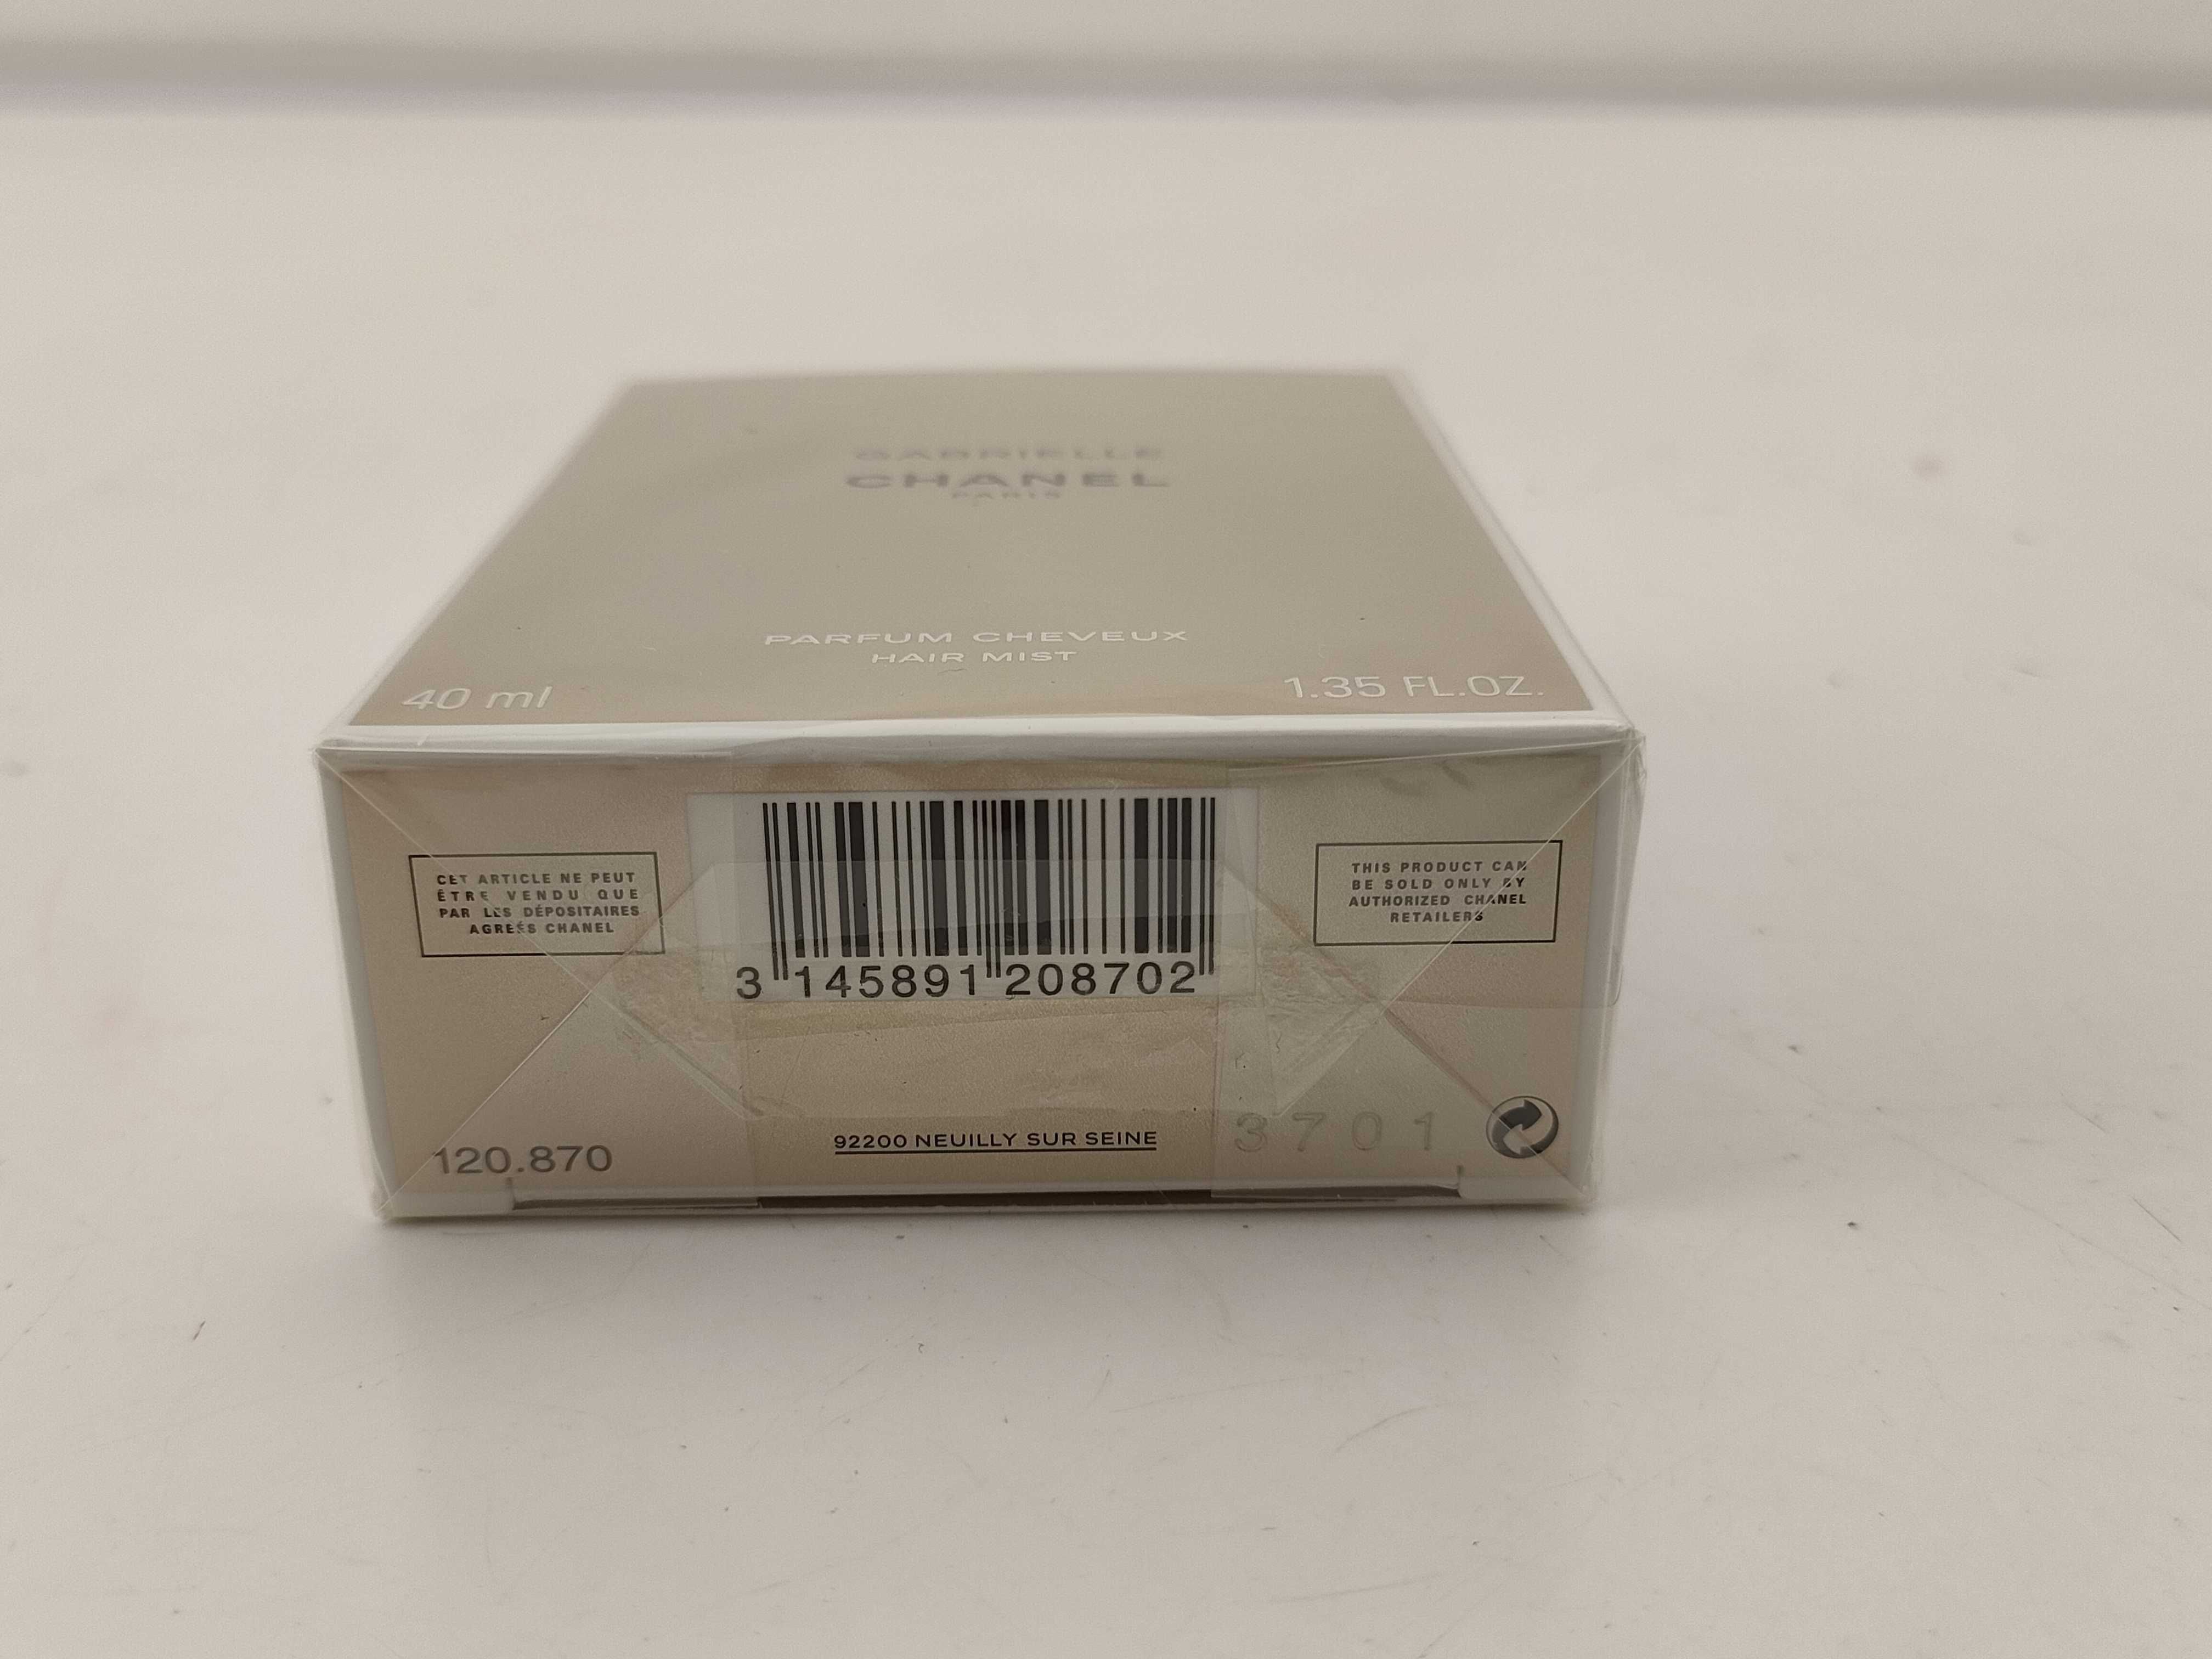 GABRIELLE
CHANEL
PARIS
PARFUM CHEVEUX
HAIR MIST
40 ml
1.35 FL.OZ.
CET ARTICLE NE PEUT
ÊTRE VENDU QUE
PAR LES DÉPOSITAIRES
AGRÉÉS CHANEL
3 145891 208702
THIS PRODUCT CAN
BE SOLD ONLY BY
AUTHORIZED CHANEL
RETAILERS
120.870
92200 NEUILLY SUR SEINE
3701